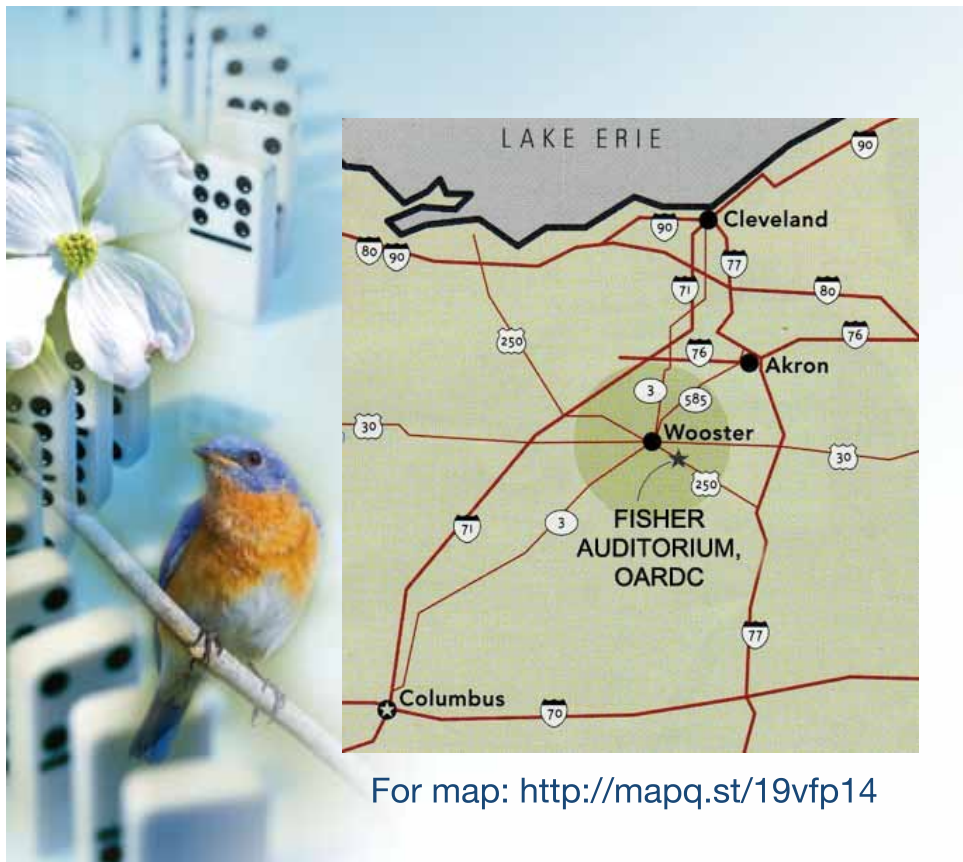 LAKE ERIE
90
Cleveland
90
80
90
77
71
80
250
76
76
Akron
3
585
30
Wooster
30
250
71
3
FISHER
AUDITORIUM,
OARDC
77
Columbus
70
For map: http://mapq.st/19vfp14